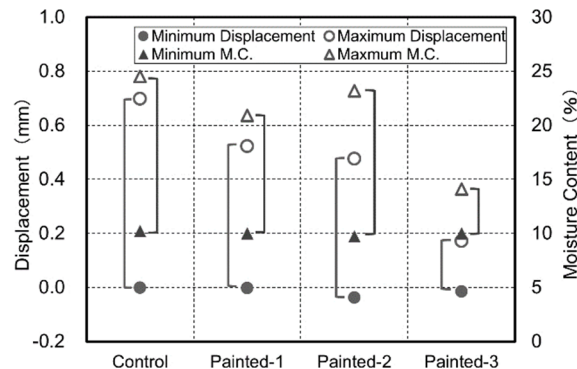 1.0
0.8
0.6
0.4
0.2
0.0
-0.2
Displacement (mm)
Minimum Displacement
Maximum Displacement
Minimum M.C.
Maxmum M.C.
30
25
20
15
10
5
0
Moisture Content (%)
Control
Painted-1
Painted-2
Painted-3